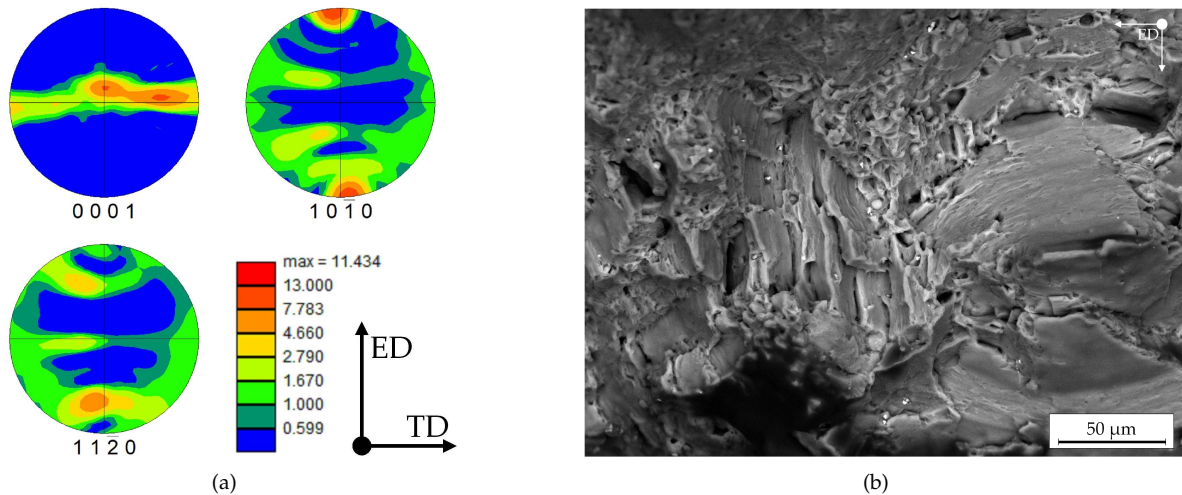 0 0 0 1
1 0 1̅ 0
1 1 2̅ 0
max = 11.434
13.000
7.783
4.660
2.790
1.670
1.000
0.599
ED
TD
(a)
ED
50 μm
(b)